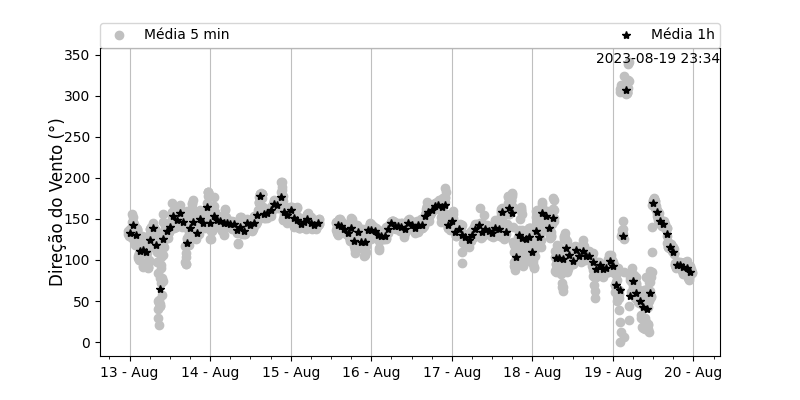 Média 5 min
Média 1h
2023-08-19 23:34
Direção do Vento (°)
350
300
250
200
150
100
50
0
13 - Aug
14 - Aug
15 - Aug
16 - Aug
17 - Aug
18 - Aug
19 - Aug
20 - Aug